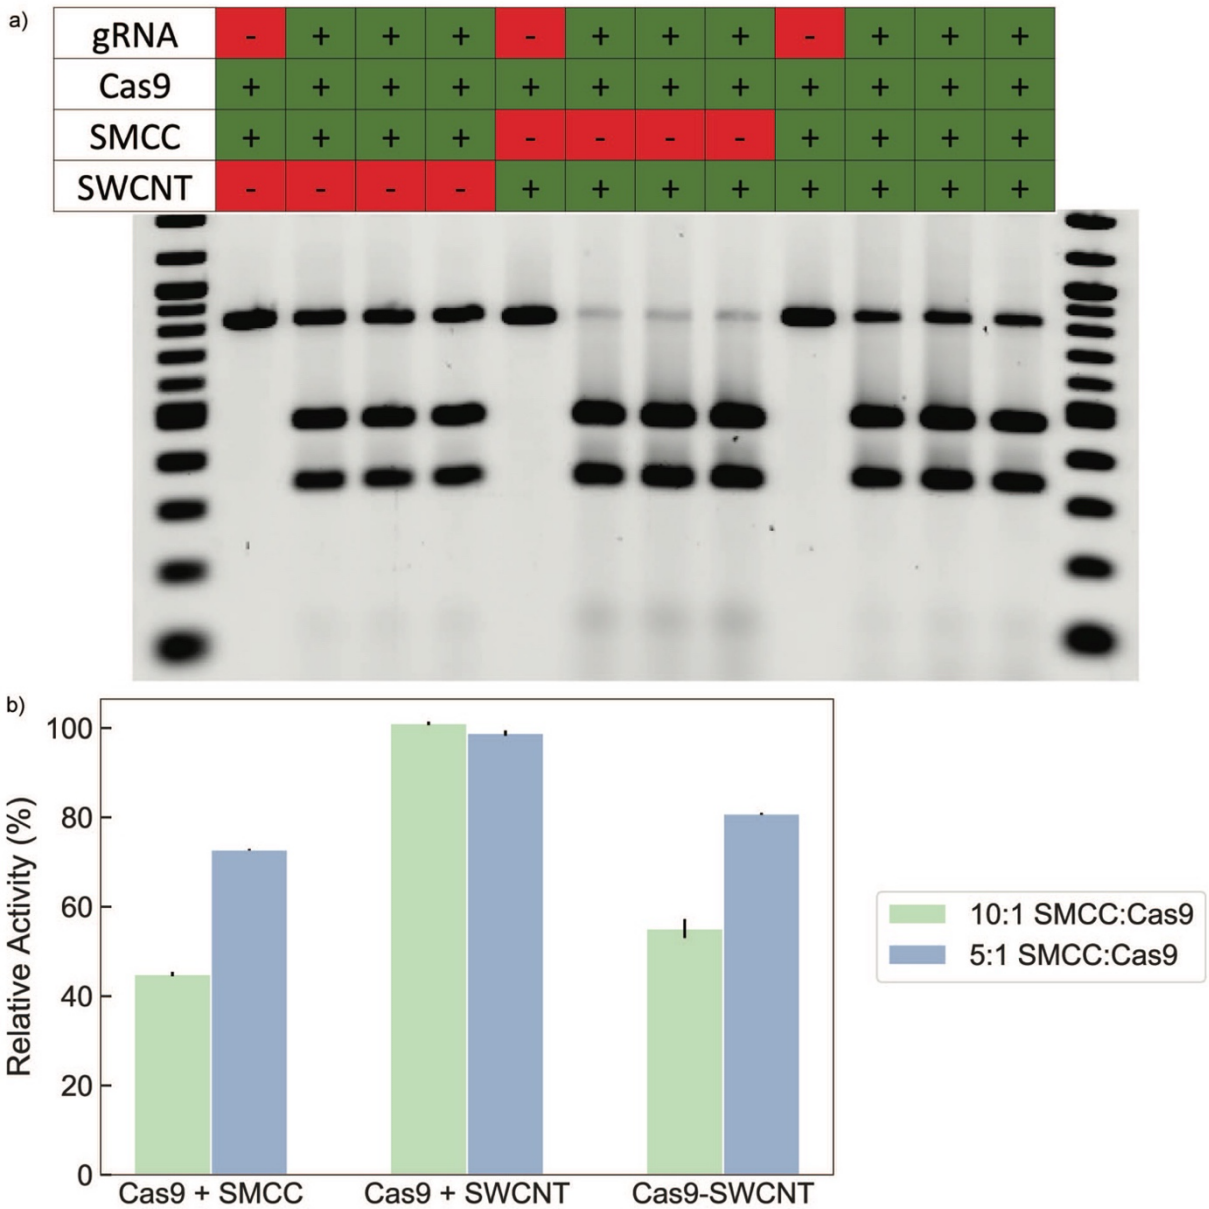 a)
gRNA - + + + - + + + - + + +
Cas9 + + + + + + + + + + + +
SMCC + + + + - - - - + + + +
SWCNT - - - - + + + + + + + +
b)
Relative Activity (%)
100
80
60
40
20
0
Cas9 + SMCC Cas9 + SWCNT Cas9-SWCNT
10:1 SMCC:Cas9
5:1 SMCC:Cas9